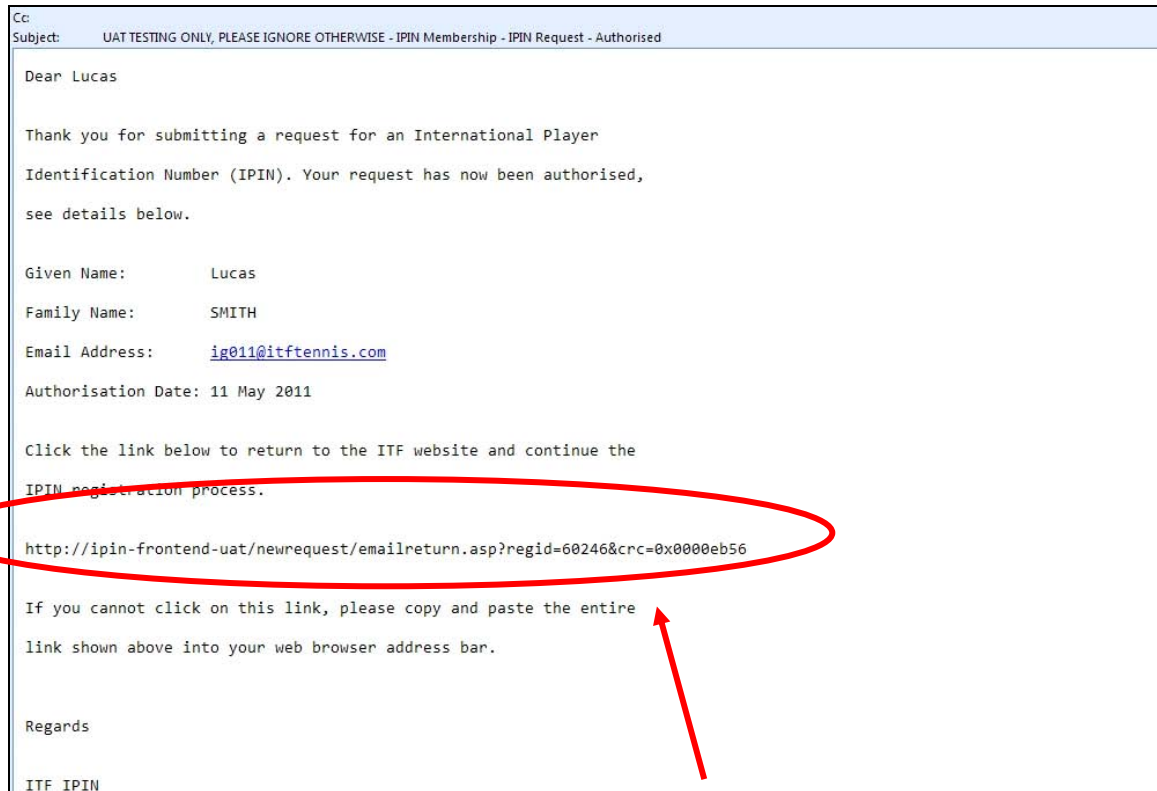 Cc:
Subject: UAT TESTING ONLY, PLEASE IGNORE OTHERWISE - IPIN Membership - IPIN Request - Authorised
Dear Lucas
Thank you for submitting a request for an International Player
Identification Number (IPIN). Your request has now been authorised,
see details below.
Given Name: Lucas
Family Name: SMITH
Email Address: ig011@itftennis.com
Authorisation Date: 11 May 2011
Click the link below to return to the ITF website and continue the
IPIN registration process.
http://ipin-frontend-uat/newrequest/emailreturn.asp?regid=60246&crc=0x0000eb56
If you cannot click on this link, please copy and paste the entire
link shown above into your web browser address bar.
Regards
ITF IPIN